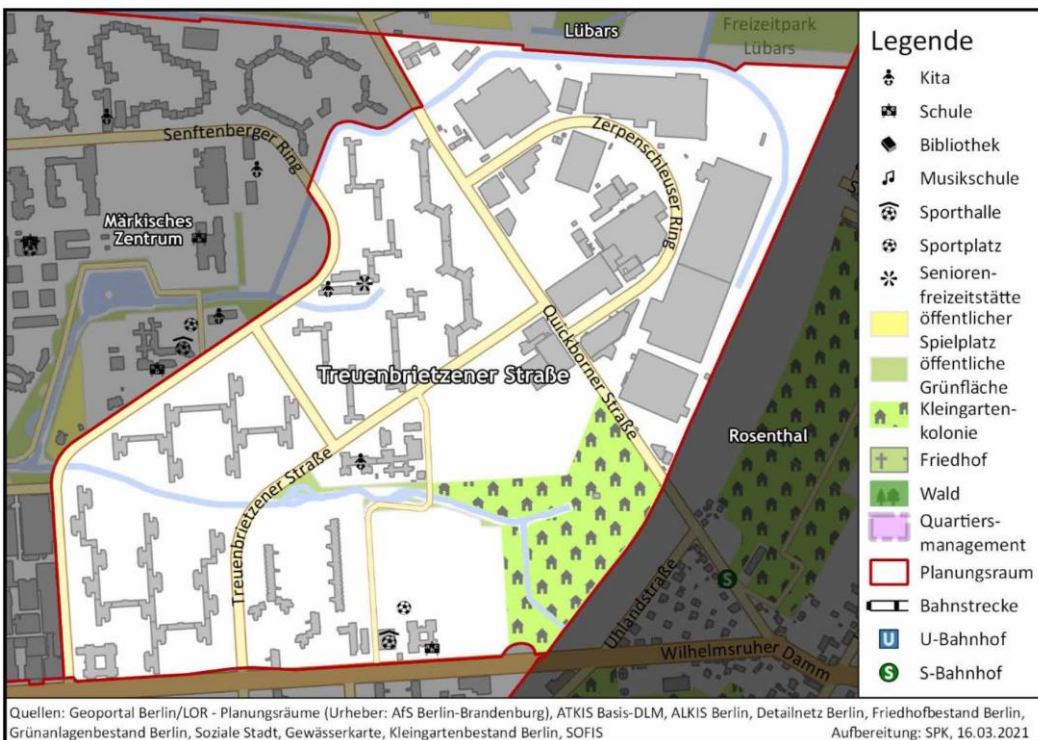 Lübars
Freizeitpark
Lübars
Senftenberger Ring
Zerpenschleuser Ring
Märkisches
Zentrum
Quickborner Straße
Treuenbrietzener Straße
Rosenthal
Treuenbrietzener Straße
Uhlandstraße
S
Wilhelmsruher Damm
Legende
Kita
Schule
Bibliothek
Musikschule
Sporthalle
Sportplatz
Senioren-
freizeitstätte
öffentlicher
Spielplatz
öffentliche
Grünfläche
Kleingarten-
kolonie
Friedhof
Wald
Quartiers-
management
Planungsraum
Bahnstrecke
U U-Bahnhof
S S-Bahnhof
Quellen: Geoportal Berlin/LOR - Planungsräume (Urheber: AfS Berlin-Brandenburg), ATKIS Basis-DLM, ALKIS Berlin, Detailnetz Berlin, Friedhofbestand Berlin,
Grünanlagenbestand Berlin, Soziale Stadt, Gewässerkarte, Kleingartenbestand Berlin, SOFIS Aufbereitung: SPK, 16.03.2021